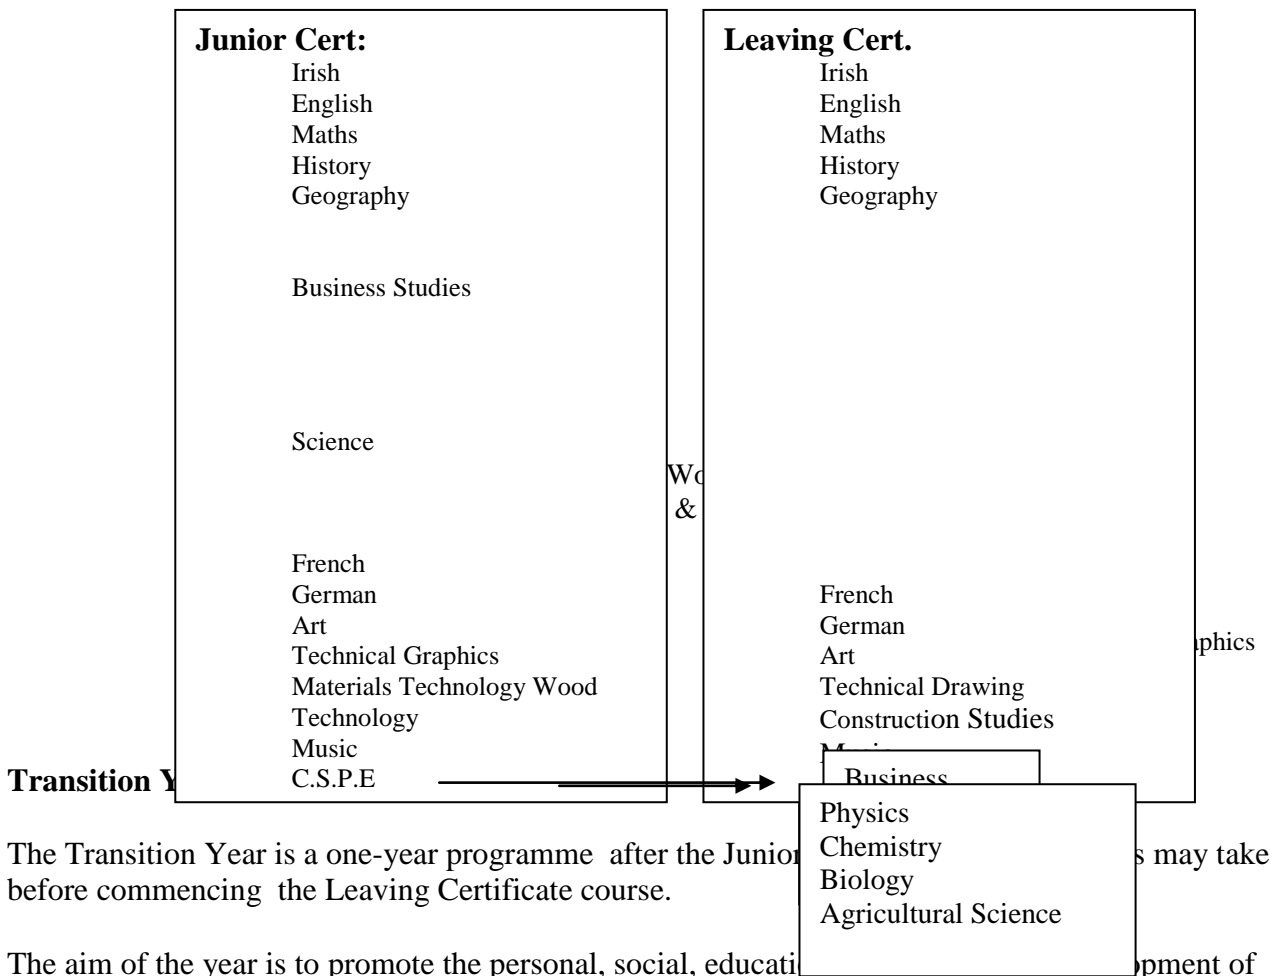 Junior Cert:
Irish
English
Maths
History
Geography
Business Studies
Science
French
German
Art
Technical Graphics
Materials Technology Wood
Technology
Music
C.S.P.E
&
Leaving Cert.
Irish
English
Maths
History
Geography
French
German
Art
Technical Drawing
Construction Studies
Music
Business
Physics
Chemistry
Biology
Agricultural Science
Transition
The Transition Year is a one-year programme after the Junior may take
before commencing the Leaving Certificate course.
The aim of the year is to promote the personal, social, of